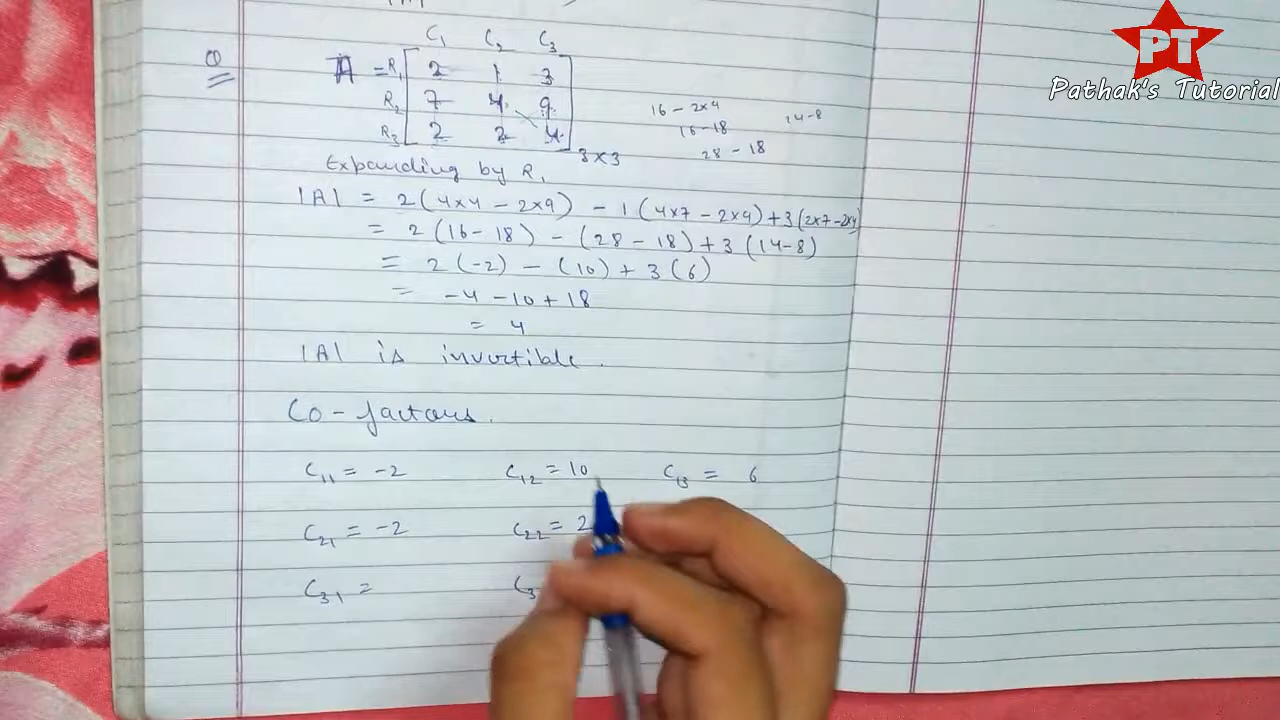 PT
Pathak's Tutorial
C1 C2 C3
Q A = R1 [ 2 1 3
R2 7 4 9
R3 2 2 4 ] 3×3
16 - 2×9
16-18
28 - 18
14-8
Expanding by R1
|A| = 2(4×4 - 2×9) - 1(4×7 - 2×9) + 3(2×7-2×4)
= 2(16-18) - (28-18) + 3(14-8)
= 2(-2) - (10) + 3(6)
= -4 -10 + 18
= 4
|A| is invertible.
Co-factors.
C11 = -2 C12 = 10 C13 = 6
C21 = -2 C22 = 2
C31 = C3